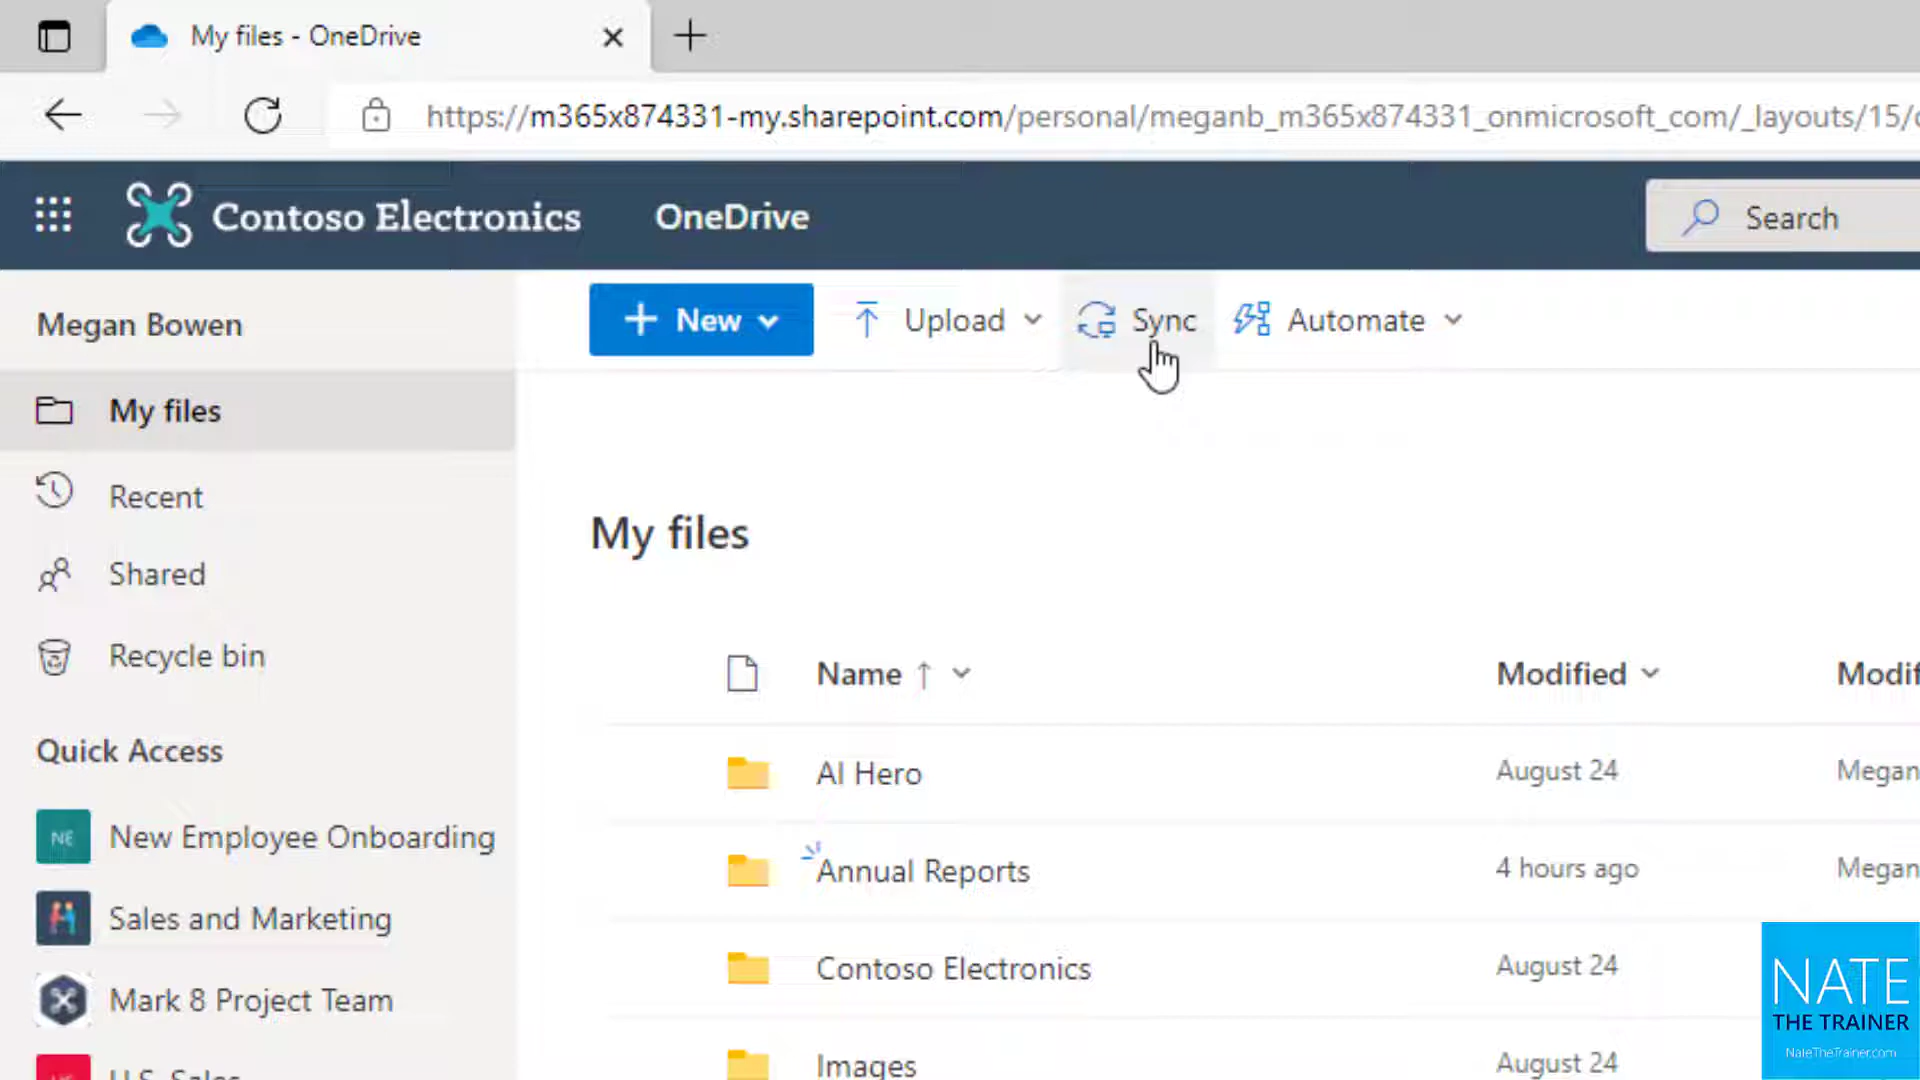 My files - OneDrive
https://m365x874331-my.sharepoint.com/personal/meganb_m365x874331_onmicrosoft_com/_layouts/15/
Contoso Electronics OneDrive Search
Megan Bowen
New Upload Sync Automate
My files
Recent
Shared
Recycle bin
Quick Access
NE New Employee Onboarding
Sales and Marketing
Mark 8 Project Team
U.S. Sales
My files
Name Modified Modif
AI Hero August 24 Megan
Annual Reports 4 hours ago Megan
Contoso Electronics August 24
Images August 24
NATE
THE TRAINER
NateTheTrainer.com